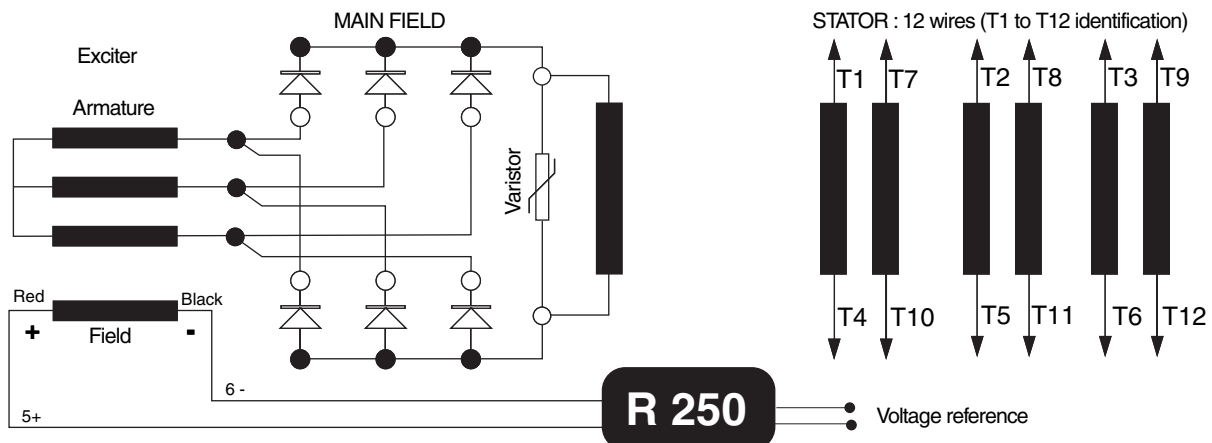 MAIN FIELD
STATOR : 12 wires (T1 to T12 identification)
Exciter
Armature
T1 T7 T2 T8 T3 T9
Varistor
Red
Black
+ -
Field
T4 T10 T5 T11 T6 T12
6 -
5+
R 250
Voltage reference